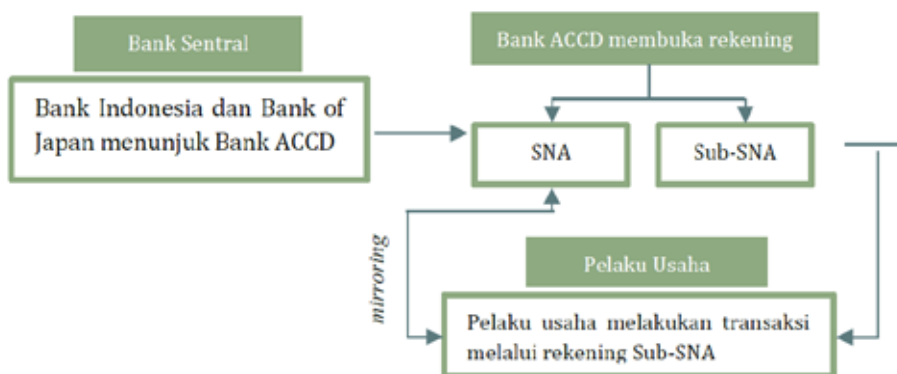 Bank Sentral
Bank Indonesia dan Bank of
Japan menunjuk Bank ACCD
Bank ACCD membuka rekening
SNA
Sub-SNA
mirroring
Pelaku Usaha
Pelaku usaha melakukan transaksi
melalui rekening Sub-SNA